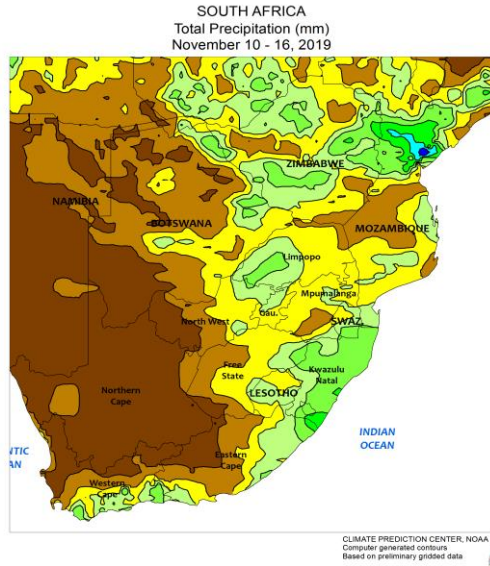 SOUTH AFRICA
Total Precipitation (mm)
November 10 - 16, 2019
ZIMBABWE
NAMIBIA
BOTSWANA
MOZAMBIQUE
Limpopo
Mpumalanga
Gau.
North West
SWAZ.
Free
State
Kwazulu
Natal
Northern
Cape
LESOTHO
INDIAN
OCEAN
NTIC
AN
Eastern
Cape
Western
Cape
CLIMATE PREDICTION CENTER, NOAA
Computer generated contours
Based on preliminary gridded data